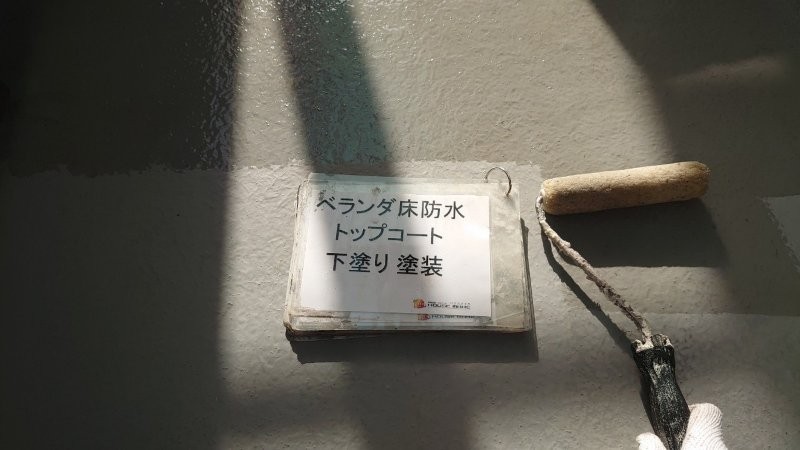 ベランダ床防水
トップコート
下塗り 塗装